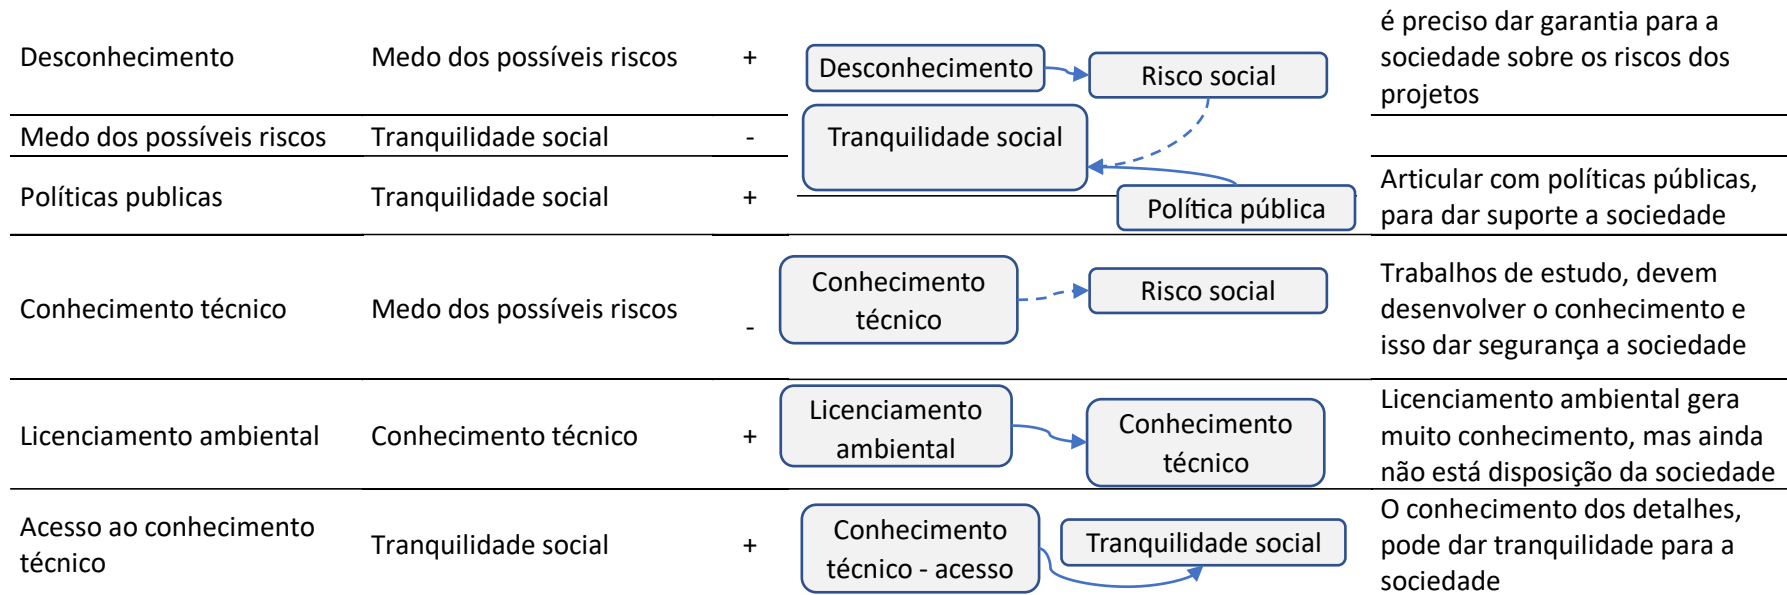 Desconhecimento
Medo dos possíveis riscos
+
Desconhecimento
Risco social
é preciso dar garantia para a
sociedade sobre os riscos dos
projetos
Medo dos possíveis riscos
Tranquilidade social
-
Tranquilidade social
Políticas publicas
Tranquilidade social
+
Política pública
Articular com políticas públicas,
para dar suporte a sociedade
Conhecimento técnico
Medo dos possíveis riscos
-
Conhecimento
técnico
Risco social
Trabalhos de estudo, devem
desenvolver o conhecimento e
isso dar segurança a sociedade
Licenciamento ambiental
Conhecimento técnico
+
Licenciamento
ambiental
Conhecimento
técnico
Licenciamento ambiental gera
muito conhecimento, mas ainda
não está disposição da sociedade
Acesso ao conhecimento
técnico
Tranquilidade social
+
Conhecimento
técnico - acesso
Tranquilidade social
O conhecimento dos detalhes,
pode dar tranquilidade para a
sociedade